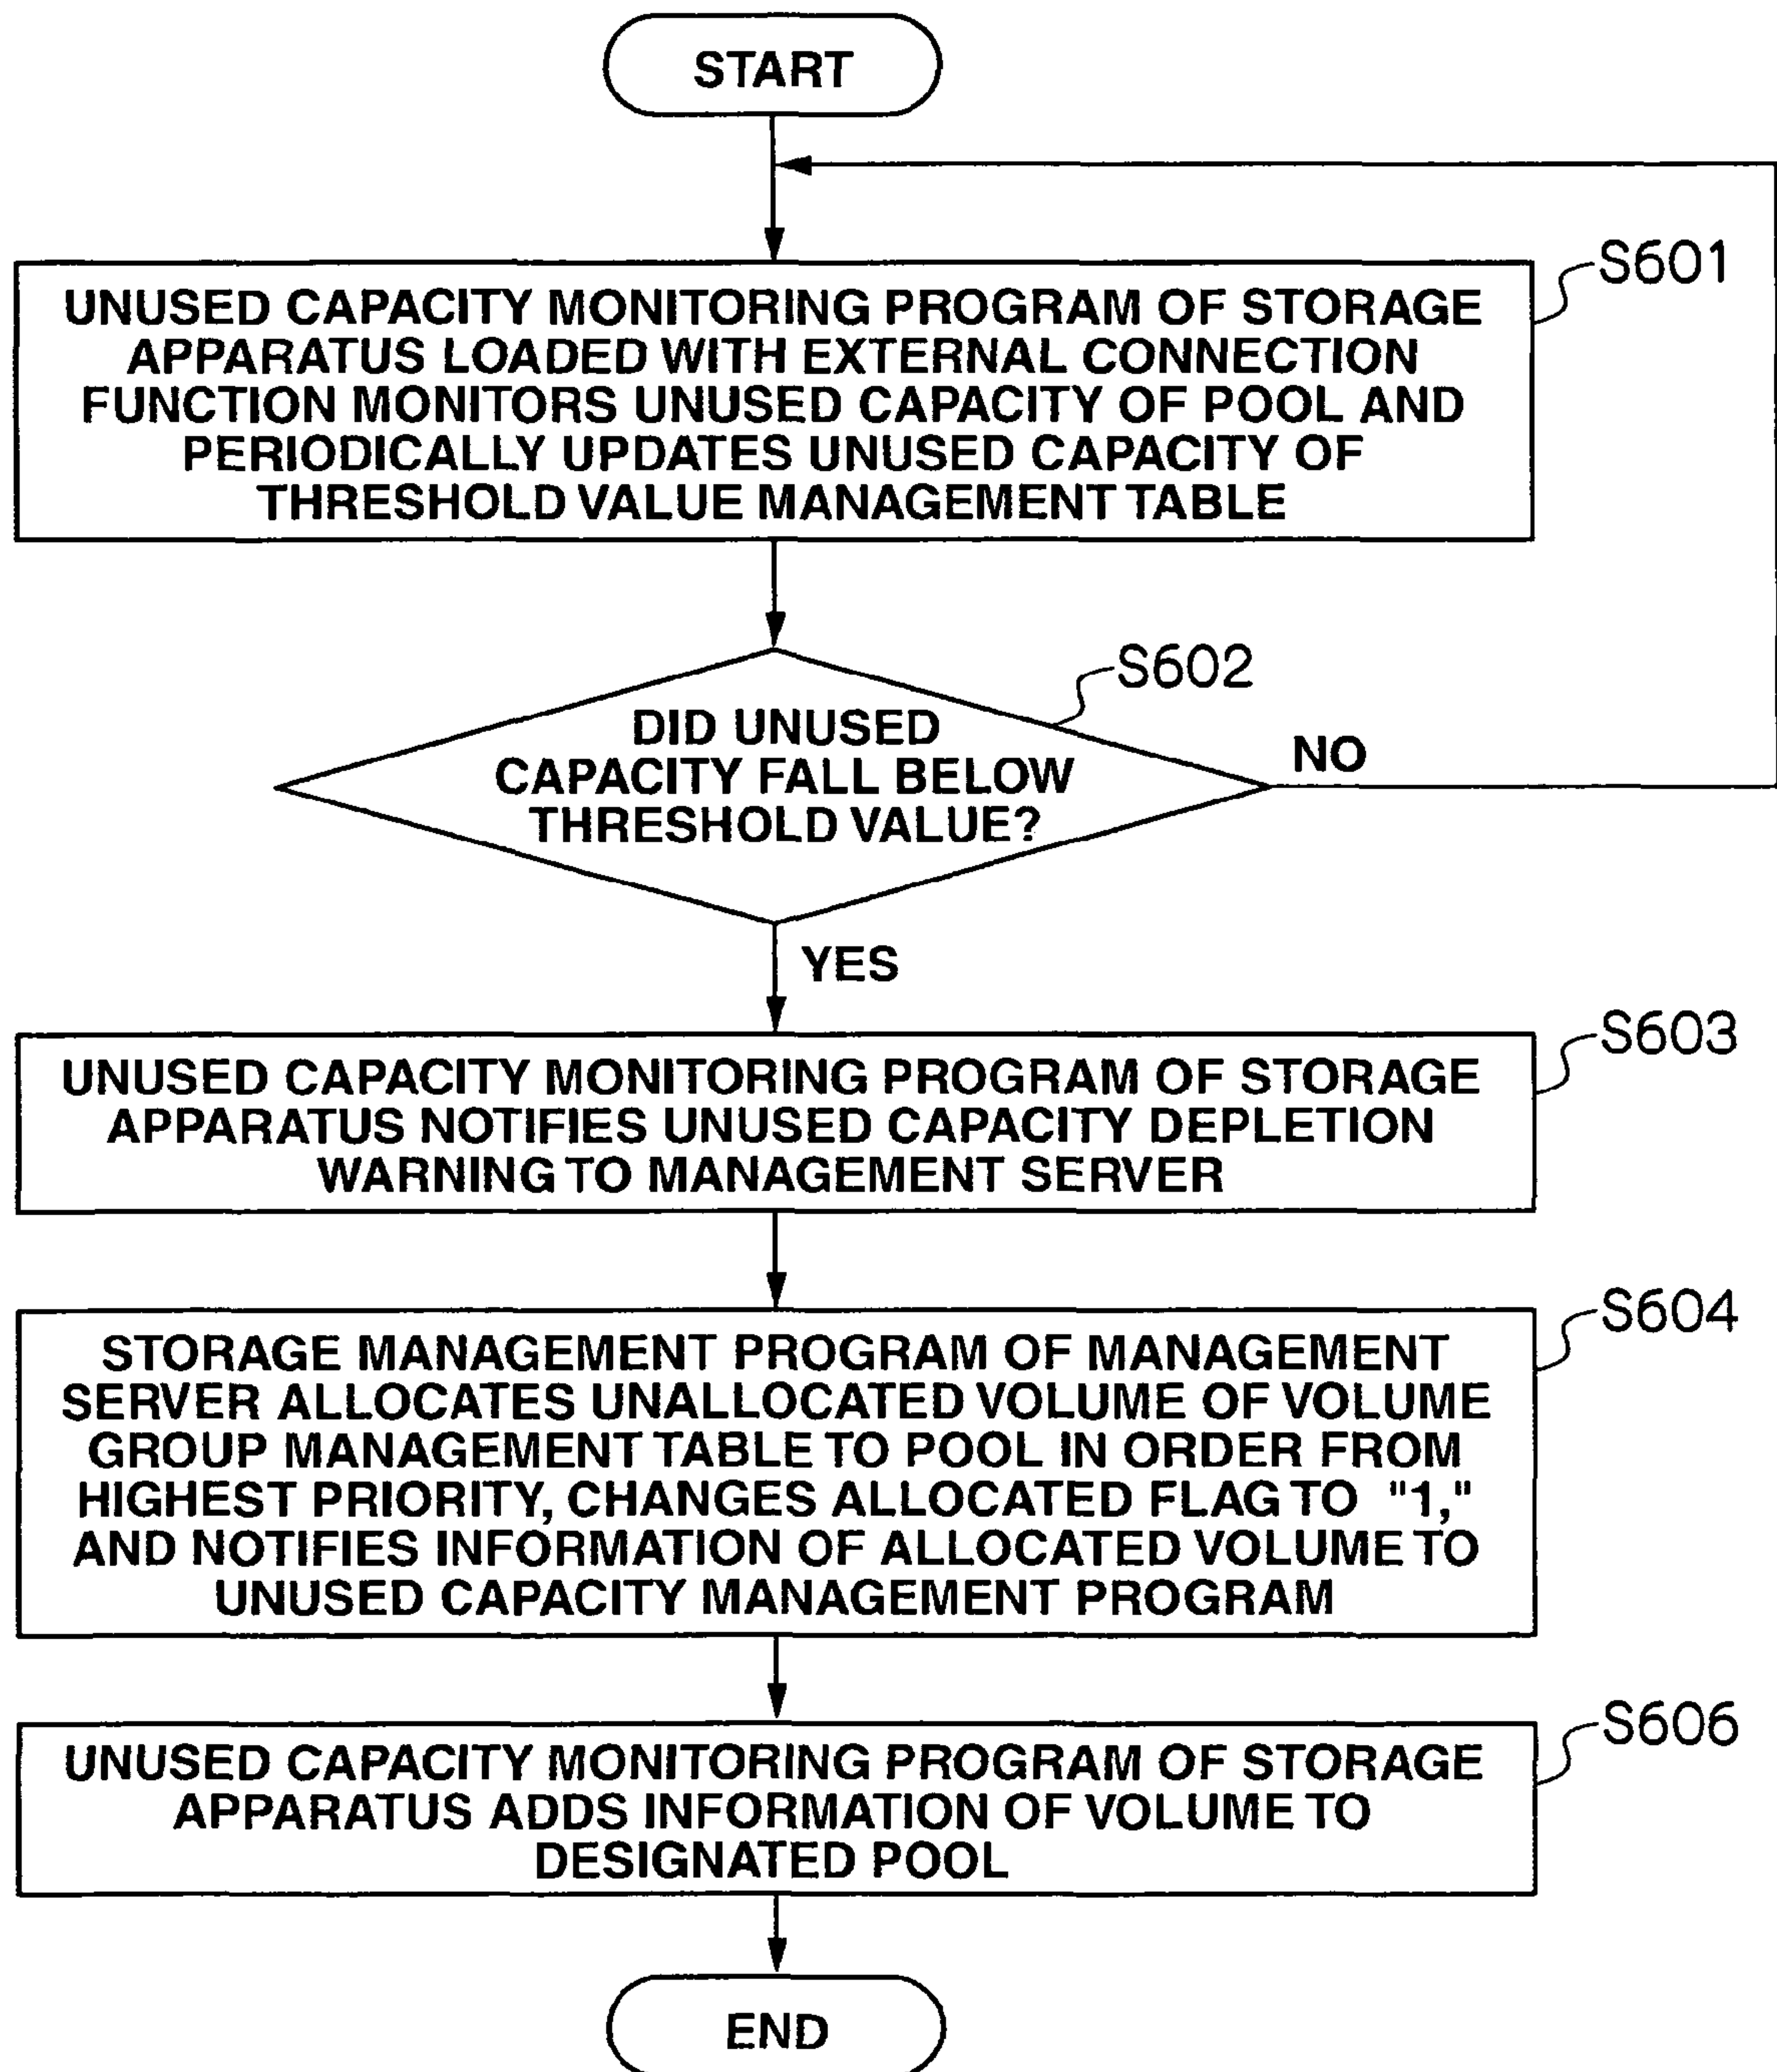 START
S601
UNUSED CAPACITY MONITORING PROGRAM OF STORAGE
APPARATUS LOADED WITH EXTERNAL CONNECTION
FUNCTION MONITORS UNUSED CAPACITY OF POOL AND
PERIODICALLY UPDATES UNUSED CAPACITY OF
THRESHOLD VALUE MANAGEMENT TABLE
S602
DID UNUSED
CAPACITY FALL BELOW
THRESHOLD VALUE?
NO
YES
S603
UNUSED CAPACITY MONITORING PROGRAM OF STORAGE
APPARATUS NOTIFIES UNUSED CAPACITY DEPLETION
WARNING TO MANAGEMENT SERVER
S604
STORAGE MANAGEMENT PROGRAM OF MANAGEMENT
SERVER ALLOCATES UNALLOCATED VOLUME OF VOLUME
GROUP MANAGEMENT TABLE TO POOL IN ORDER FROM
HIGHEST PRIORITY, CHANGES ALLOCATED FLAG TO "1,"
AND NOTIFIES INFORMATION OF ALLOCATED VOLUME TO
UNUSED CAPACITY MANAGEMENT PROGRAM
S606
UNUSED CAPACITY MONITORING PROGRAM OF STORAGE
APPARATUS ADDS INFORMATION OF VOLUME TO
DESIGNATED POOL
END